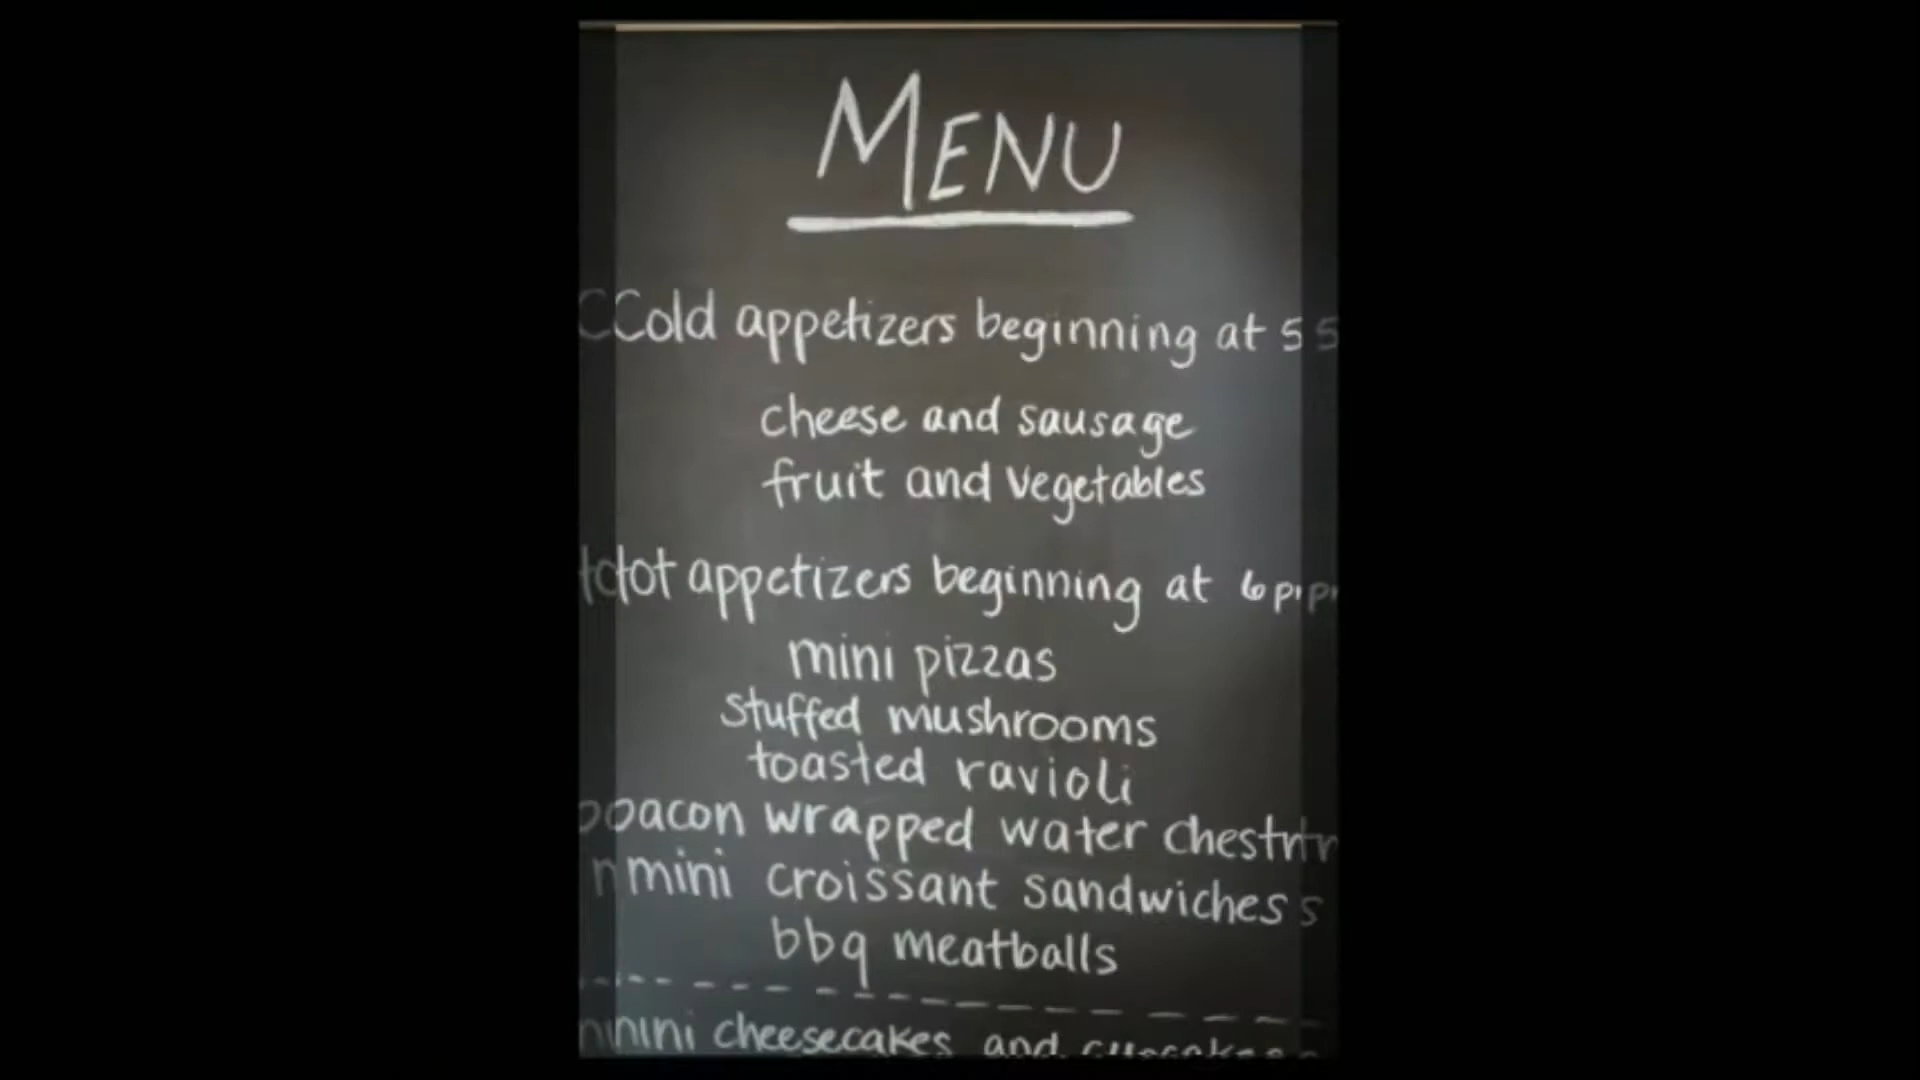 MENU
Cold appetizers beginning at 5
cheese and sausage
fruit and vegetables
appetizers beginning at 6
mini pizzas
stuffed mushrooms
toasted ravioli
bacon wrapped water
mini croissant sandwiches
bbq meatballs
mini cheesecakes and